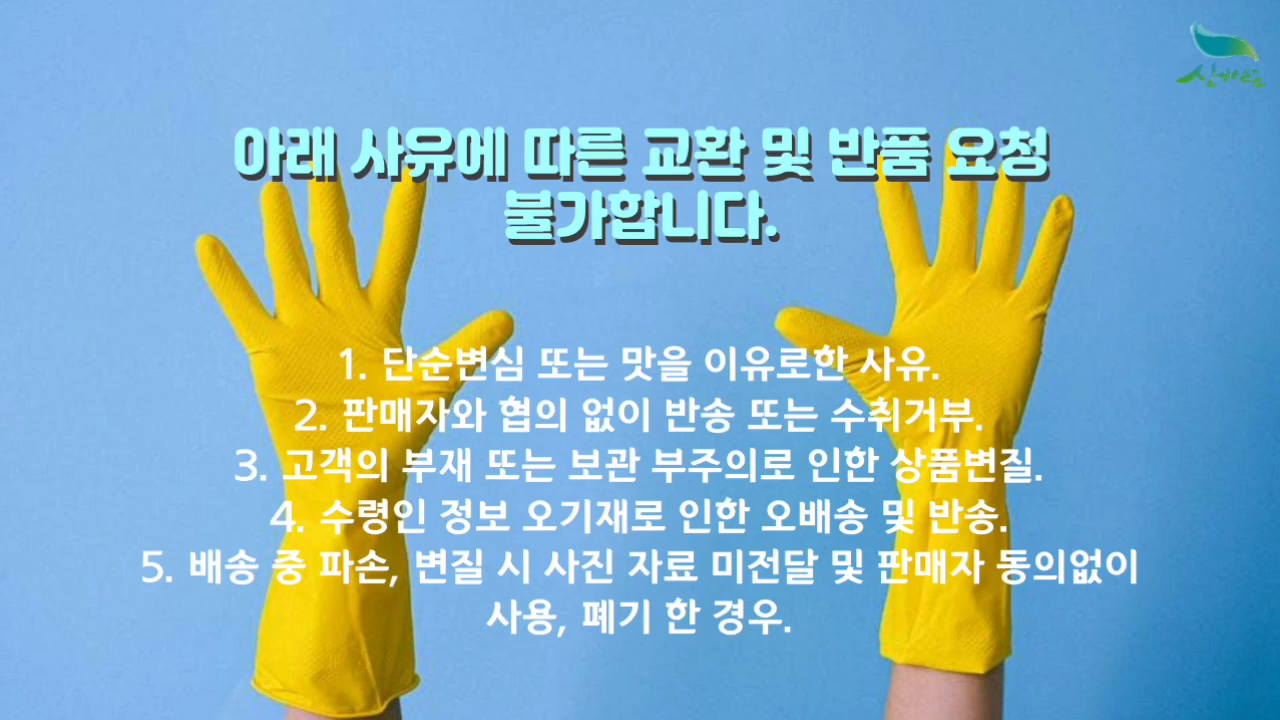 아래 사유에 따른 교환 및 반품 요청
불가합니다.
1. 단순변심 또는 맛을 이유로한 사유.
2. 판매자와 협의 없이 반송 또는 수취거부.
3. 고객의 부재 또는 보관 부주의로 인한 상품변질.
4. 수령인 정보 오기재로 인한 오배송 및 반송.
5. 배송 중 파손, 변질 시 사진 자료 미전달 및 판매자 동의없이
사용, 폐기 한 경우.